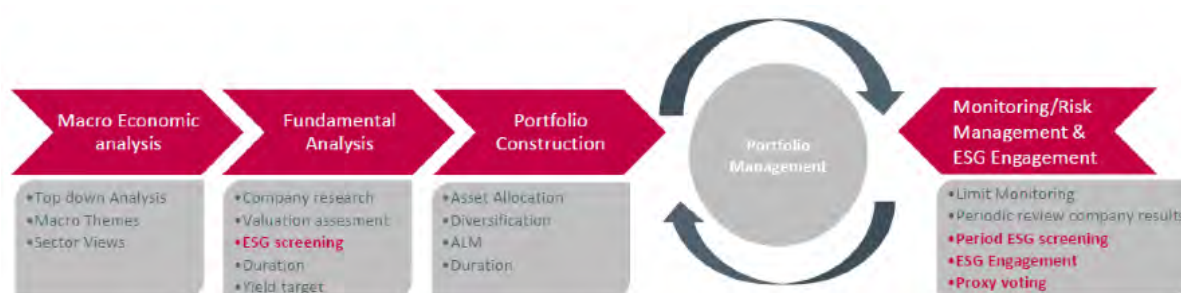 Macro Economic
analysis
•Top down Analysis
•Macro Themes
•Sector Views
Fundamental
Analysis
•Company research
•Valuation assesment
•ESG screening
•Duration
•Yield target
Portfolio
Construction
•Asset Allocation
•Diversification
•ALM
•Duration
Portfolio
Management
Monitoring/Risk
Management &
ESG Engagement
•Limit Monitoring
•Periodic review company results
•Period ESG screening
•ESG Engagement
•Proxy voting